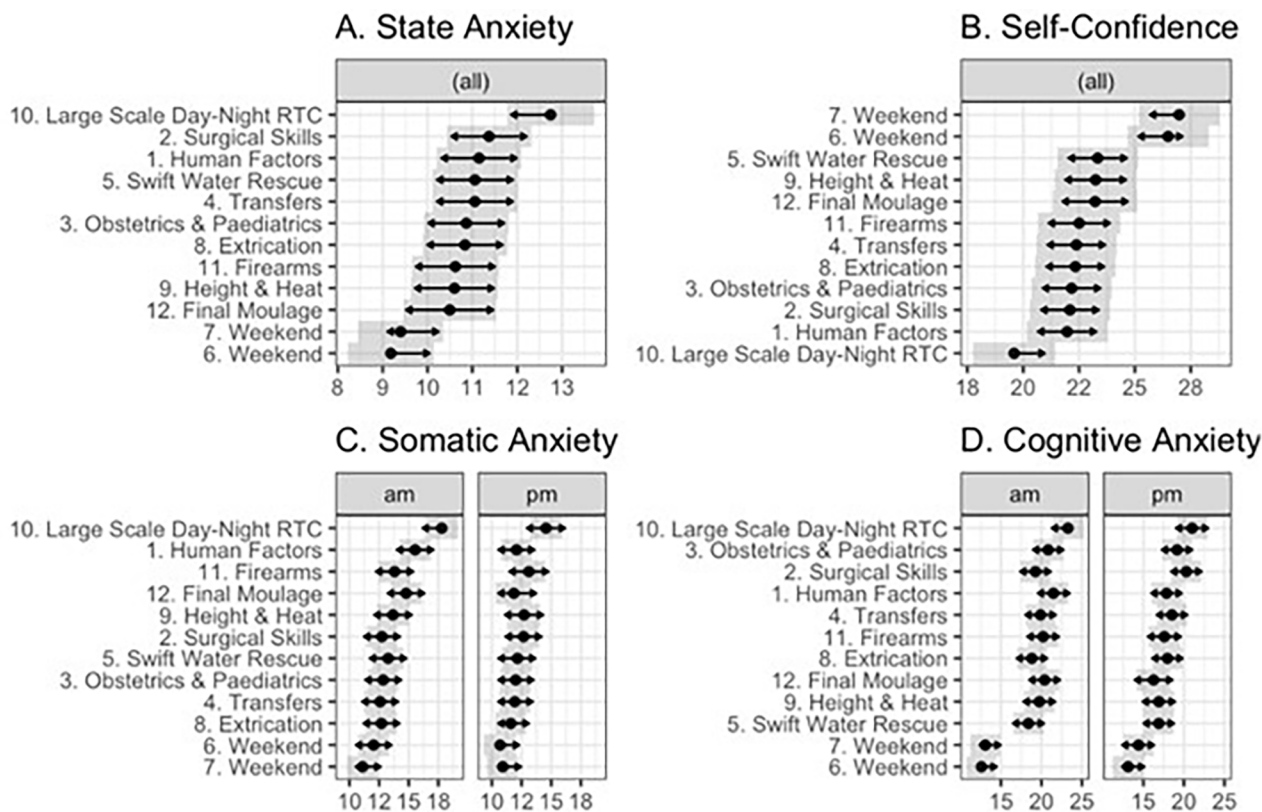 A. State Anxiety
(all)
10. Large Scale Day-Night RTC
2. Surgical Skills
1. Human Factors
5. Swift Water Rescue
4. Transfers
3. Obstetrics & Paediatrics
8. Extrication
11. Firearms
9. Height & Heat
12. Final Moulage
7. Weekend
6. Weekend
8 9 10 11 12 13
B. Self-Confidence
(all)
7. Weekend
6. Weekend
5. Swift Water Rescue
9. Height & Heat
12. Final Moulage
11. Firearms
4. Transfers
8. Extrication
3. Obstetrics & Paediatrics
2. Surgical Skills
1. Human Factors
10. Large Scale Day-Night RTC
18 20 22 25 28
C. Somatic Anxiety
am pm
10. Large Scale Day-Night RTC
1. Human Factors
11. Firearms
12. Final Moulage
9. Height & Heat
2. Surgical Skills
5. Swift Water Rescue
3. Obstetrics & Paediatrics
4. Transfers
8. Extrication
6. Weekend
7. Weekend
10 12 15 18 10 12 15 18
D. Cognitive Anxiety
am pm
10. Large Scale Day-Night RTC
3. Obstetrics & Paediatrics
2. Surgical Skills
1. Human Factors
4. Transfers
11. Firearms
8. Extrication
12. Final Moulage
9. Height & Heat
5. Swift Water Rescue
7. Weekend
6. Weekend
15 20 25 15 20 25